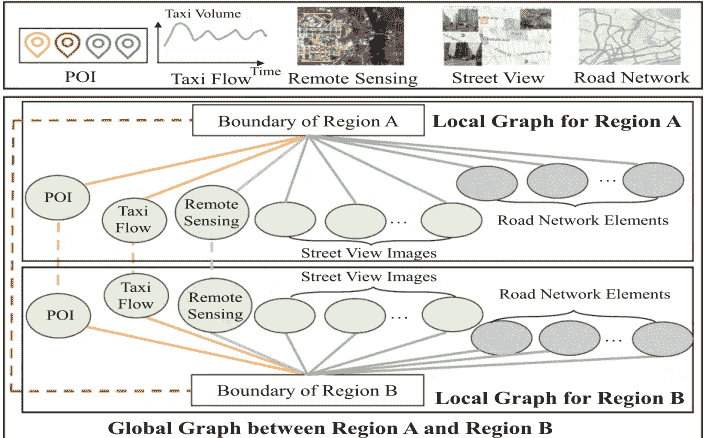 Taxi Volume
Time
POI
Taxi Flow
Remote Sensing
Street View
Road Network
Boundary of Region A
Local Graph for Region A
POI
Taxi
Flow
Remote
Sensing
...
...
Road Network Elements
Street View Images
Street View Images
Road Network Elements
POI
Taxi
Flow
Remote
Sensing
...
...
Boundary of Region B
Local Graph for Region B
Global Graph between Region A and Region B